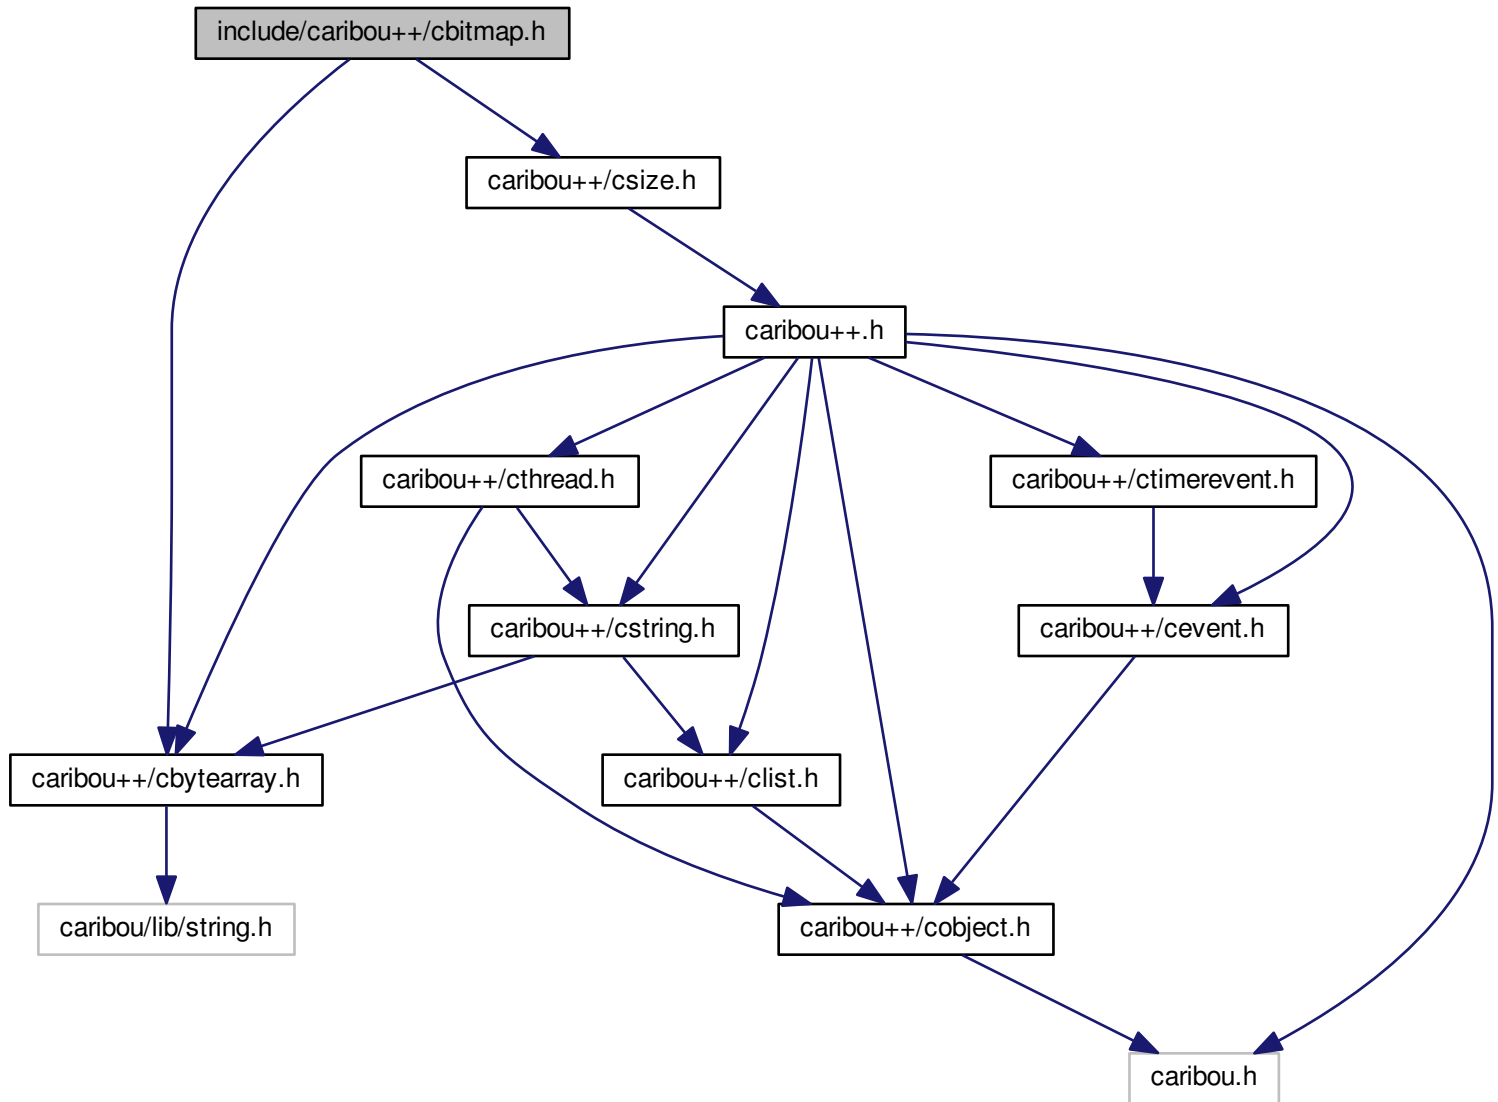 include/caribou++/cbitmap.h
caribou++/csize.h
caribou++.h
caribou++/cthread.h
caribou++/ctimerevent.h
caribou++/cstring.h
caribou++/cevent.h
caribou++/cbytearray.h
caribou++/clist.h
caribou/lib/string.h
caribou++/cobject.h
caribou.h